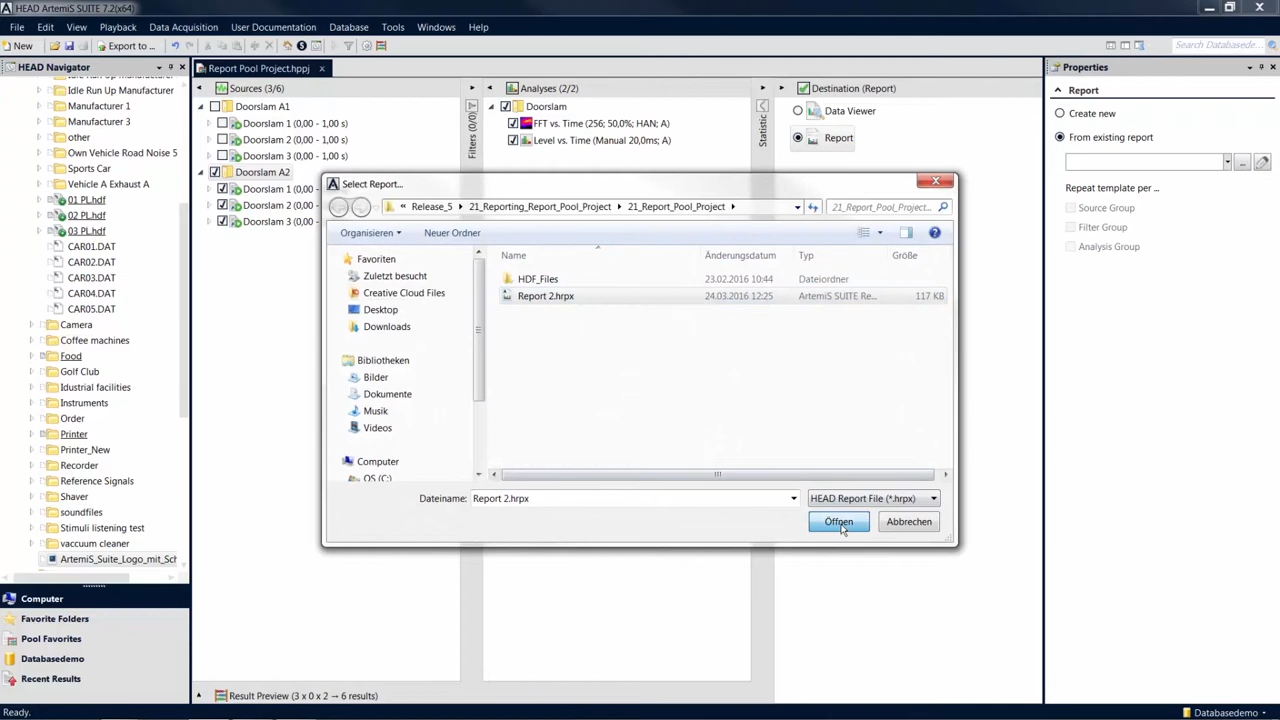 HEAD ArtemiS SUITE 7.2(x64)
File Edit View Playback Data Acquisition User Documentation Database Tools Windows Help
New Export to ... Search Databasedemo
HEAD Navigator
Idle Run Up Manufacturer
Manufacturer 1
Manufacturer 3
other
Own Vehicle Road Noise 5
Sports Car
Vehicle A Exhaust A
01 PL.hdf
02 PL.hdf
03 PL.hdf
CAR01.DAT
CAR02.DAT
CAR03.DAT
CAR04.DAT
CAR05.DAT
Camera
Coffee machines
Food
Golf Club
Idustrial facilities
Instruments
Order
Printer
Printer_New
Recorder
Reference Signals
Shaver
soundfiles
Stimuli listening test
vaccuum cleaner
ArtemiS_Suite_Logo_mit_Sch
Computer
Favorite Folders
Pool Favorites
Databasedemo
Recent Results
Report Pool Project.hppj
Sources (3/6)
Doorslam A1
Doorslam 1 (0,00 - 1,00 s)
Doorslam 2 (0,00 - 1,00 s)
Doorslam 3 (0,00 - 1,00 s)
Doorslam A2
Doorslam 1
Doorslam 2
Doorslam 3
Filters (0/0)
Analyses (2/2)
Doorslam
FFT vs. Time (256; 50,0%; HAN; A)
Level vs. Time (Manual 20,0ms; A)
Statistic
Destination (Report)
Data Viewer
Report
Properties
Report
Create new
From existing report
...
Repeat template per ...
Source Group
Filter Group
Analysis Group
Select Report...
« Release_5 21_Reporting_Report_Pool_Project 21_Report_Pool_Project 21_Report_Pool_Project...
Organisieren Neuer Ordner
Favoriten
Zuletzt besucht
Creative Cloud Files
Desktop
Downloads
Bibliotheken
Bilder
Dokumente
Musik
Videos
Computer
OS (C:)
Name Änderungsdatum Typ Größe
HDF_Files 23.02.2016 10:44 Dateiordner
Report 2.hrpx 24.03.2016 12:25 ArtemiS SUITE Re... 117 KB
Dateiname: Report 2.hrpx HEAD Report File (*.hrpx)
Öffnen Abbrechen
Result Preview (3 x 0 x 2 → 6 results)
Ready. Databasedemo